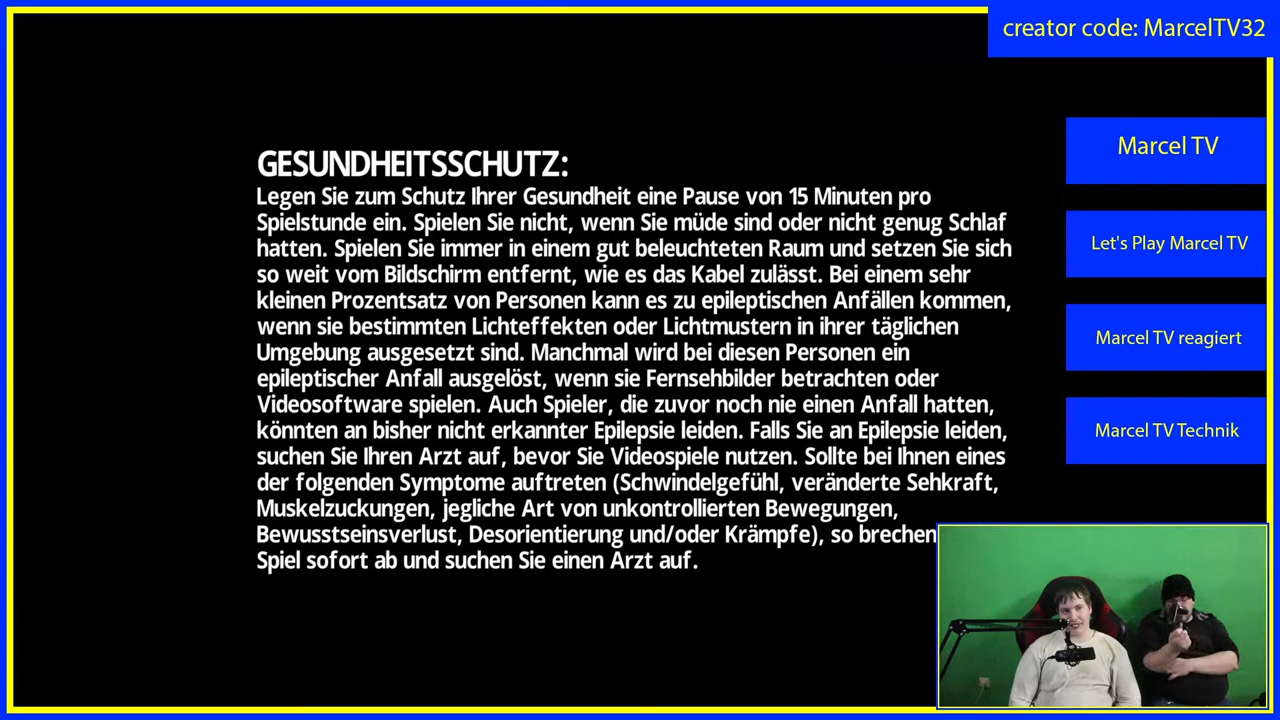 creator code: MarcelTV32
GESUNDHEITSSCHUTZ:
Legen Sie zum Schutz Ihrer Gesundheit eine Pause von 15 Minuten pro
Spielstunde ein. Spielen Sie nicht, wenn Sie müde sind oder nicht genug Schlaf
hatten. Spielen Sie immer in einem gut beleuchteten Raum und setzen Sie sich
so weit vom Bildschirm entfernt, wie es das Kabel zulässt. Bei einem sehr
kleinen Prozentsatz von Personen kann es zu epileptischen Anfällen kommen,
wenn sie bestimmten Lichteffekten oder Lichtmustern in ihrer täglichen
Umgebung ausgesetzt sind. Manchmal wird bei diesen Personen ein
epileptischer Anfall ausgelöst, wenn sie Fernsehbilder betrachten oder
Videosoftware spielen. Auch Spieler, die zuvor noch nie einen Anfall hatten,
könnten an bisher nicht erkannter Epilepsie leiden. Falls Sie an Epilepsie leiden,
suchen Sie Ihren Arzt auf, bevor Sie Videospiele nutzen. Sollte bei Ihnen eines
der folgenden Symptome auftreten (Schwindelgefühl, veränderte Sehkraft,
Muskelzuckungen, jegliche Art von unkontrollierten Bewegungen,
Bewusstseinsverlust, Desorientierung und/oder Krämpfe), so brechen
Spiel sofort ab und suchen Sie einen Arzt auf.
Marcel TV
Let's Play Marcel TV
Marcel TV reagiert
Marcel TV Technik